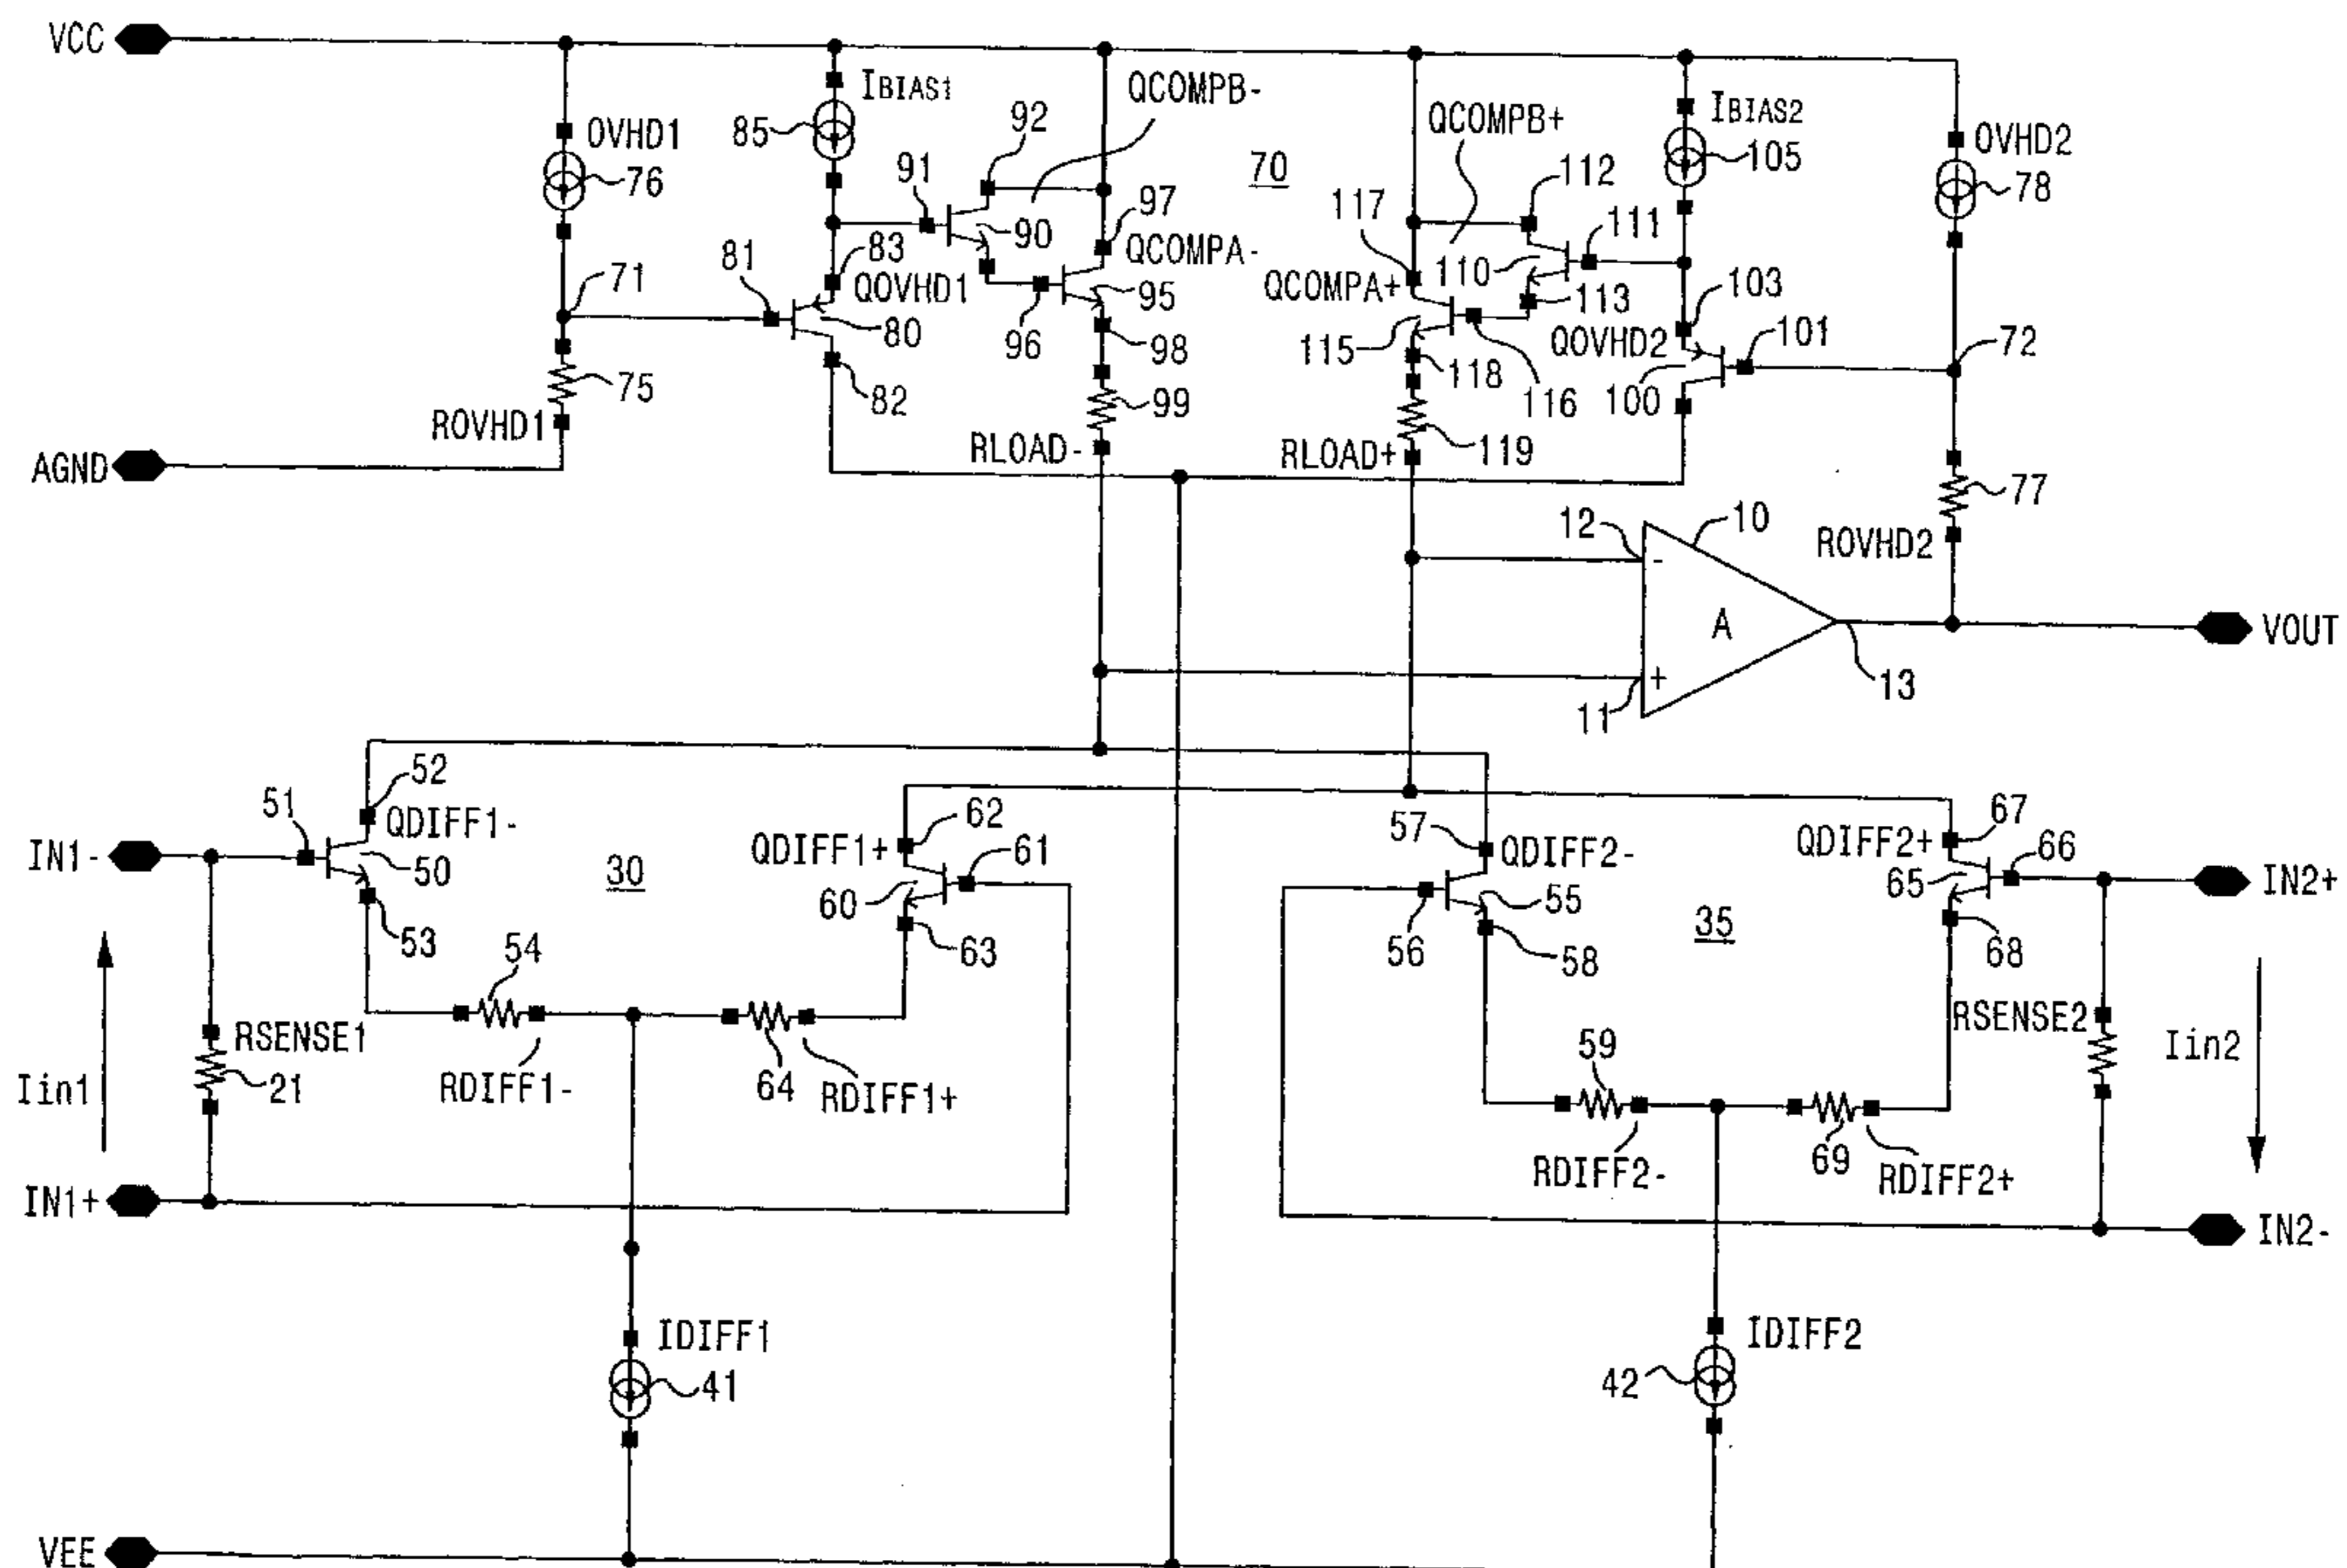 VCC
IBIAS1
QCOMPB-
92
85
OVHD1
76
91
70
QCOMPB+
IBIAS2
105
OVHD2
78
112
117
111
97
90
QCOMPA-
83
81
71
QOVHD1
110
QCOMPA+
103
113
95
80
96
98
115
118
QOVHD2
101
72
100
116
75
82
99
ROVHD1
RLOAD-
RLOAD+
119
AGND
77
12
10
ROVHD2
-
A
VOUT
+
11
13
52
51
QDIFF1-
IN1-
50
30
62
QDIFF1+
61
60
57
QDIFF2-
67
QDIFF2+
66
65
IN2+
53
63
56
55
58
35
68
54
RSENSE1
21
Iin1
RDIFF1-
64
RDIFF1+
59
RSENSE2
Iin2
RDIFF2-
69
RDIFF2+
IN1+
IN2-
IDIFF1
41
IDIFF2
42
VEE